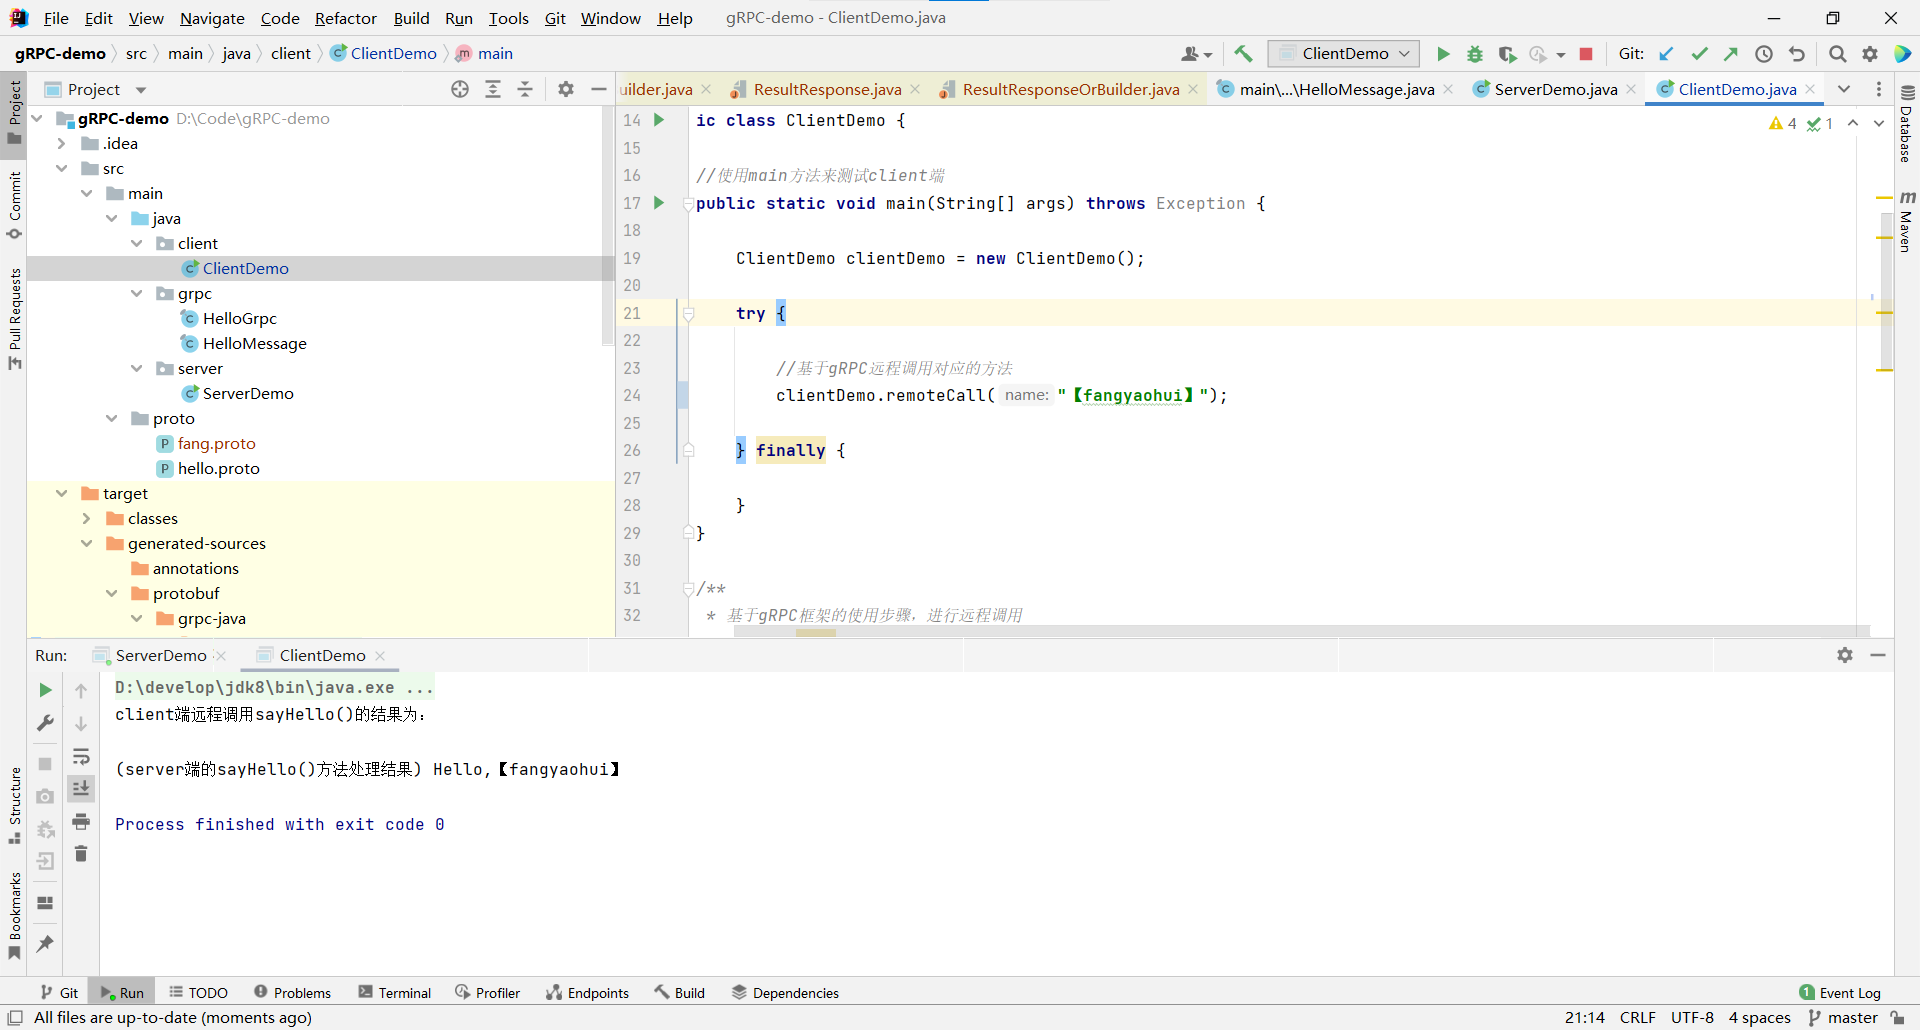 File Edit View Navigate Code Refactor Build Run Tools Git Window Help gRPC-demo - ClientDemo.java
gRPC-demo src main java client ClientDemo main ClientDemo Git:
Project
uilder.java ResultResponse.java ResultResponseOrBuilder.java main\...\HelloMessage.java ServerDemo.java ClientDemo.java
Project
Commit
Pull Requests
Structure
Bookmarks
gRPC-demo D:\Code\gRPC-demo
.idea
src
main
java
client
ClientDemo
grpc
HelloGrpc
HelloMessage
server
ServerDemo
proto
fang.proto
hello.proto
target
classes
generated-sources
annotations
protobuf
grpc-java
14 ic class ClientDemo {
4 1
15
16 //使用main方法来测试client端
17 public static void main(String[] args) throws Exception {
18
19 ClientDemo clientDemo = new ClientDemo();
20
21 try {
22
23 //基于gRPC远程调用对应的方法
24 clientDemo.remoteCall( name: "【fangyaohui】");
25
26 } finally {
27
28 }
29 }
30
31 /**
32 * 基于gRPC框架的使用步骤，进行远程调用
Database
m Maven
Run: ServerDemo ClientDemo
D:\develop\jdk8\bin\java.exe ...
client端远程调用sayHello()的结果为：
(server端的sayHello()方法处理结果) Hello,【fangyaohui】
Process finished with exit code 0
Git Run TODO Problems Terminal Profiler Endpoints Build Dependencies 1 Event Log
All files are up-to-date (moments ago) 21:14 CRLF UTF-8 4 spaces master